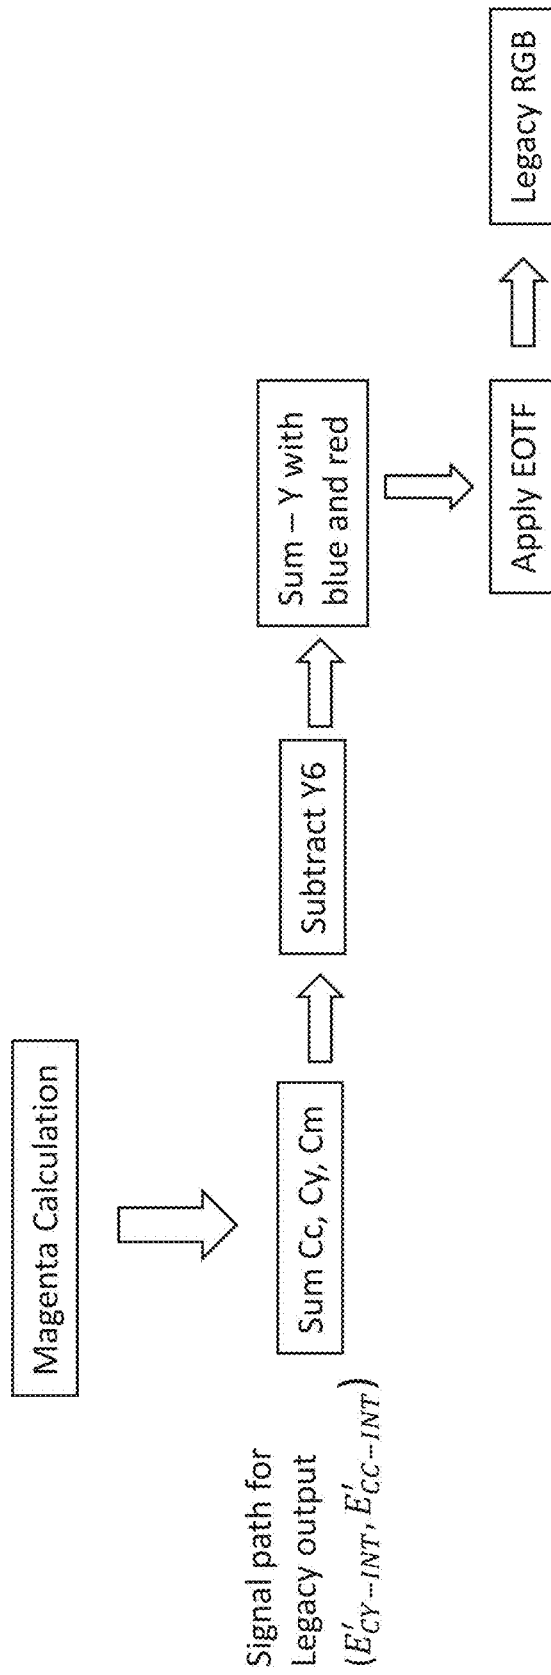 Magenta Calculation
Signal path for
Legacy output
(E'CY−INT, E'CC−INT)
Sum Cc, Cy, Cm
Subtract Y6
Sum – Y with
blue and red
Apply EOTF
Legacy RGB